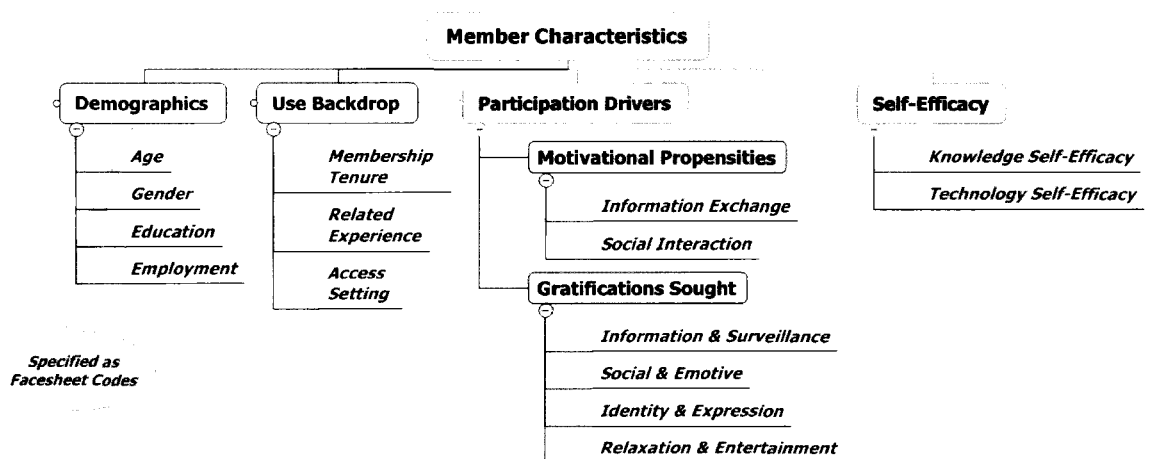 Member Characteristics
Demographics
Age
Gender
Education
Employment
Use Backdrop
Membership
Tenure
Related
Experience
Access
Setting
Participation Drivers
Motivational Propensities
Information Exchange
Social Interaction
Gratifications Sought
Information & Surveillance
Social & Emotive
Identity & Expression
Relaxation & Entertainment
Self-Efficacy
Knowledge Self-Efficacy
Technology Self-Efficacy
Specified as
Facesheet Codes